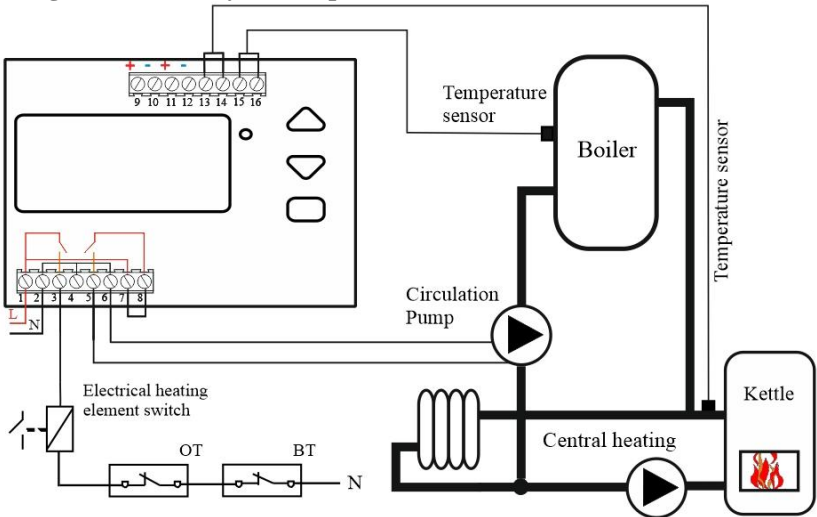 + - + -
9 10 11 12 13 14 15 16
Temperature
sensor
Boiler
Temperature sensor
1 2 3 4 5 6 7 8
L
N
Circulation
Pump
Electrical heating
element switch
Kettle
OT
BT
N
Central heating